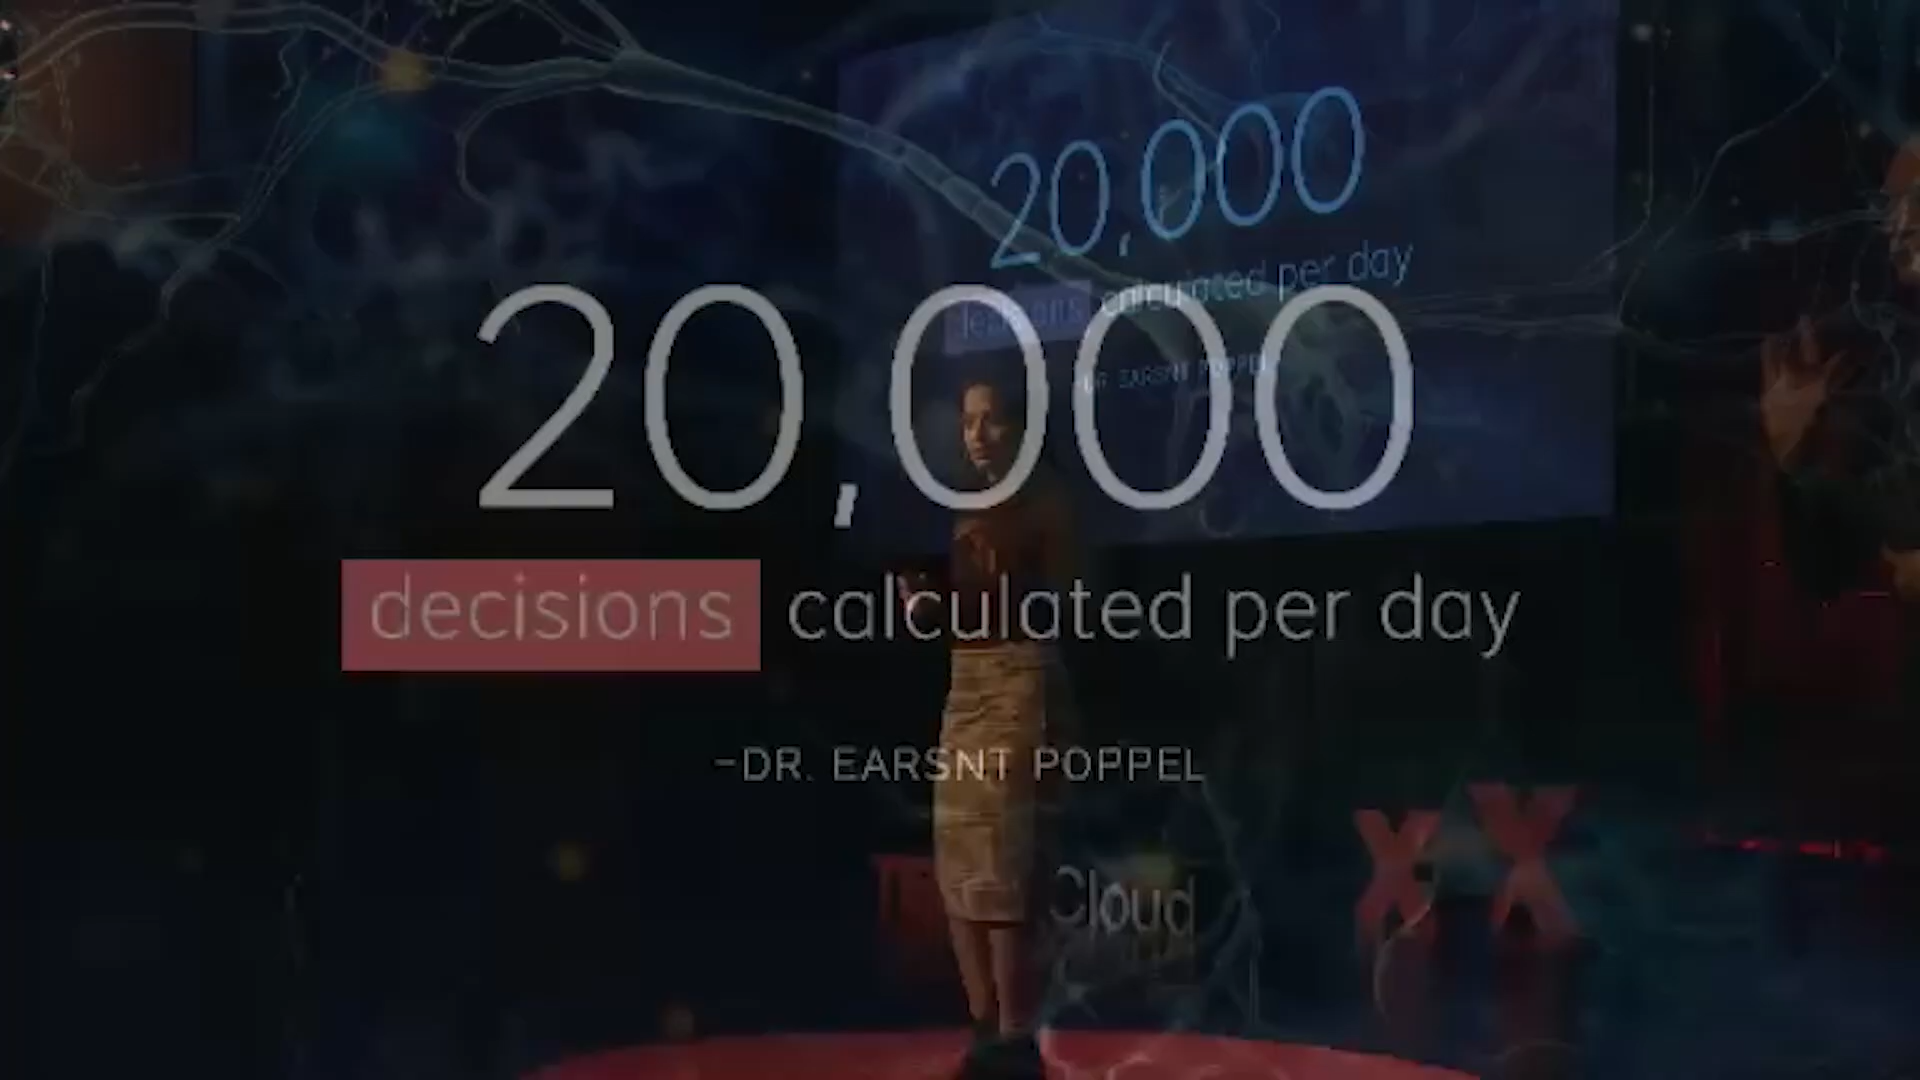 20,000
calculated per day
20,000
decisions calculated per day
-DR. EARSNT POPPEL
Cloud
X